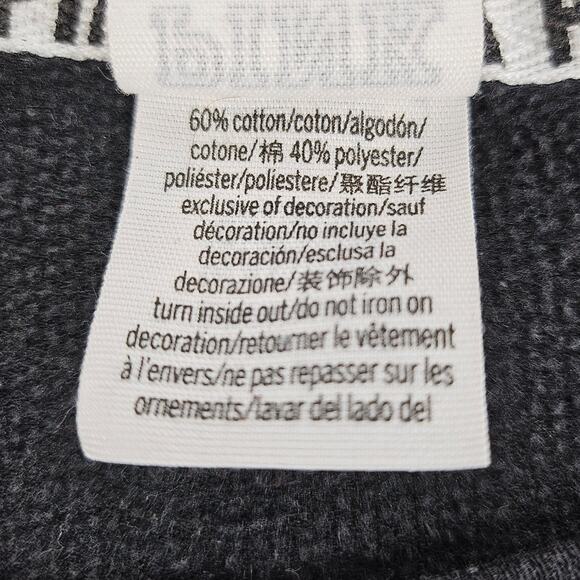 60% cotton/coton/algodón/
cotone/棉 40% polyester/
poliéster/poliestere/聚酯纤维
exclusive of decoration/sauf
décoration/no incluye la
decoración/esclusa la
decorazione/装饰除外
turn inside out/do not iron on
decoration/retourner le vêtement
à l'envers/ne pas repasser sur les
ornements/lavar del lado del